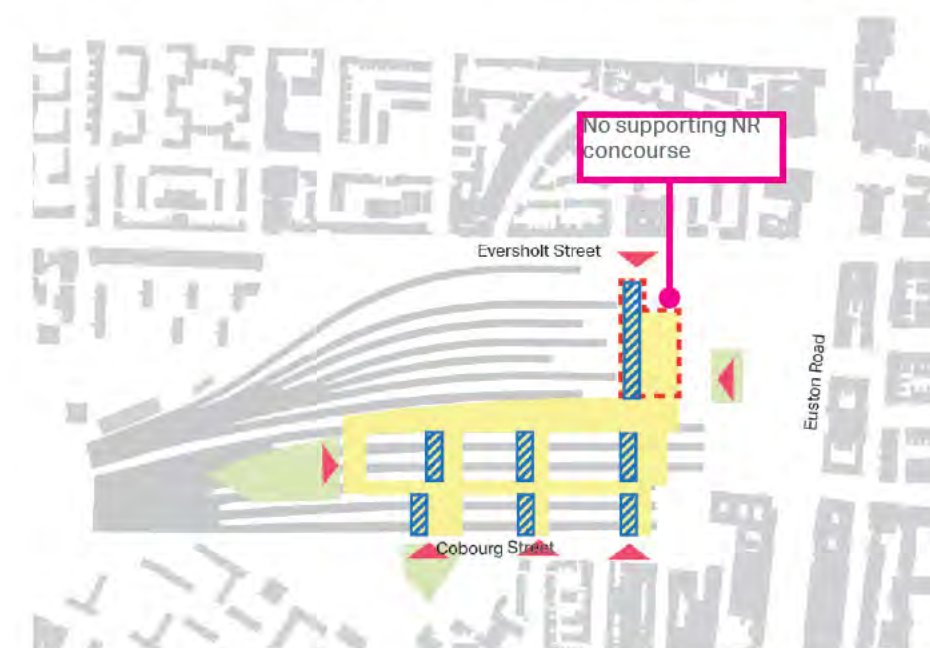 No supporting NR
concourse
Eversholt Street
Euston Road
Cobourg Street